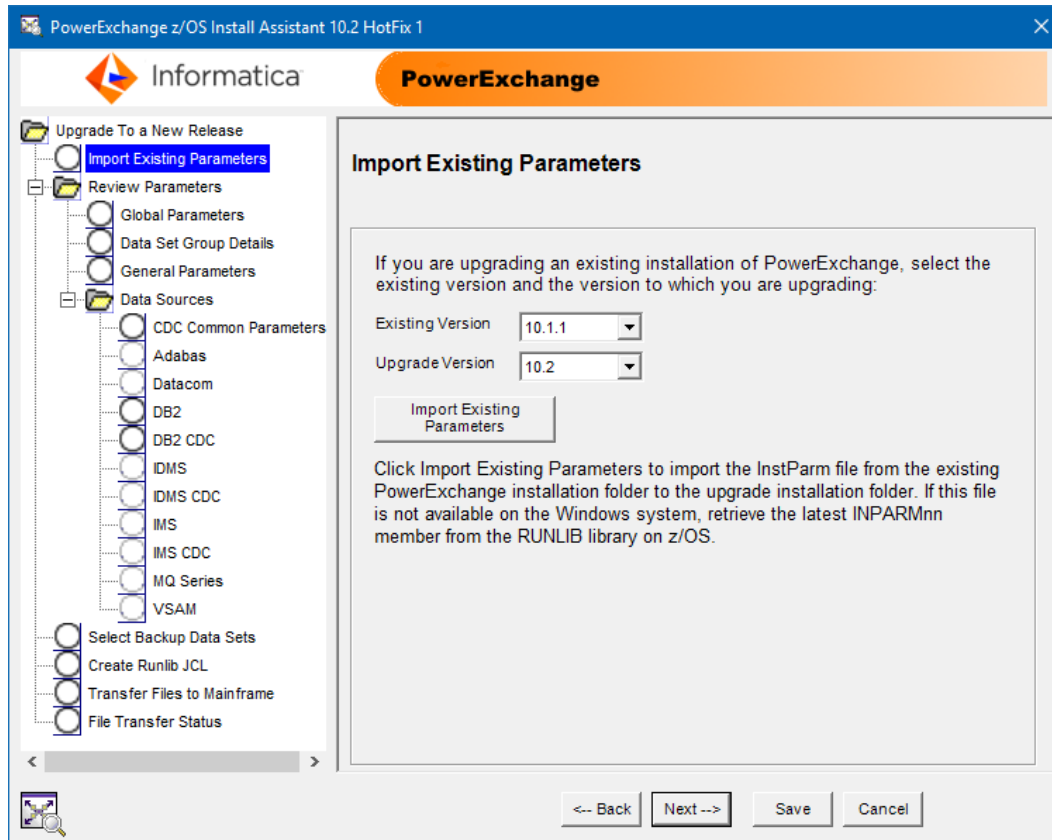 PowerExchange z/OS Install Assistant 10.2 HotFix 1
Informatica
PowerExchange
Upgrade To a New Release
Import Existing Parameters
Review Parameters
Global Parameters
Data Set Group Details
General Parameters
Data Sources
CDC Common Parameters
Adabas
Datacom
DB2
DB2 CDC
IDMS
IDMS CDC
IMS
IMS CDC
MQ Series
VSAM
Select Backup Data Sets
Create Runlib JCL
Transfer Files to Mainframe
File Transfer Status
Import Existing Parameters
If you are upgrading an existing installation of PowerExchange, select the
existing version and the version to which you are upgrading:
Existing Version 10.1.1
Upgrade Version 10.2
Import Existing
Parameters
Click Import Existing Parameters to import the InstParm file from the existing
PowerExchange installation folder to the upgrade installation folder. If this file
is not available on the Windows system, retrieve the latest INPARMnn
member from the RUNLIB library on z/OS.
<-- Back Next --> Save Cancel